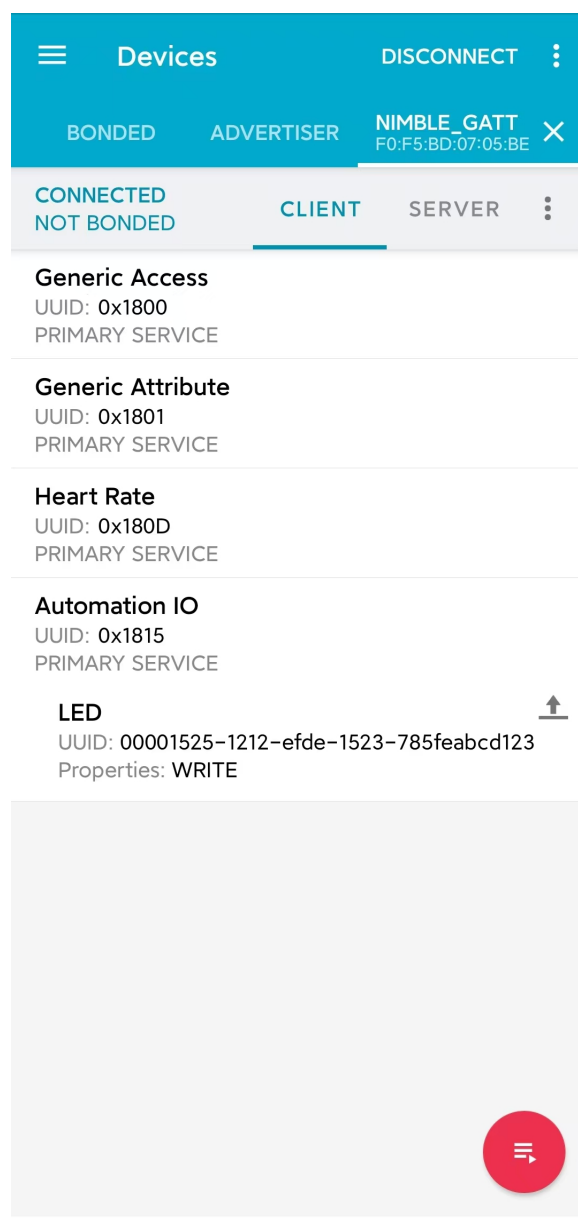 Devices DISCONNECT
BONDED ADVERTISER NIMBLE_GATT
F0:F5:BD:07:05:BE
CONNECTED
NOT BONDED
CLIENT SERVER
Generic Access
UUID: 0x1800
PRIMARY SERVICE
Generic Attribute
UUID: 0x1801
PRIMARY SERVICE
Heart Rate
UUID: 0x180D
PRIMARY SERVICE
Automation IO
UUID: 0x1815
PRIMARY SERVICE
LED
UUID: 00001525-1212-efde-1523-785feabcd123
Properties: WRITE